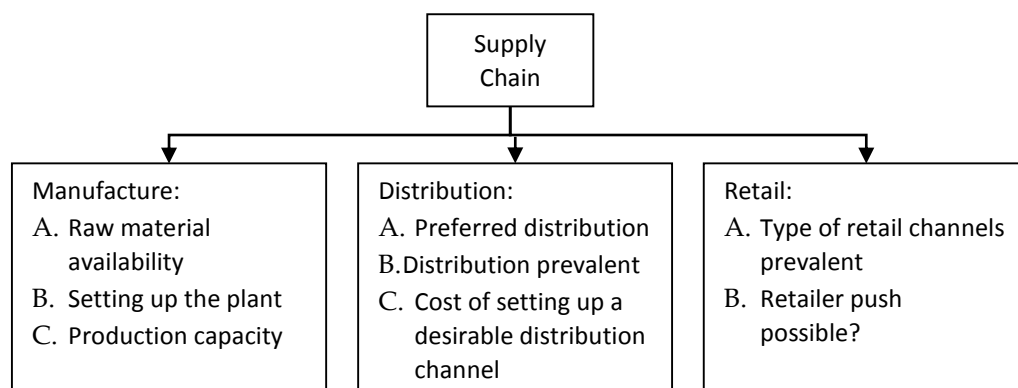 Supply
Chain
Manufacture:
A. Raw material
availability
B. Setting up the plant
C. Production capacity
Distribution:
A. Preferred distribution
B.Distribution prevalent
C. Cost of setting up a
desirable distribution
channel
Retail:
A. Type of retail channels
prevalent
B. Retailer push
possible?